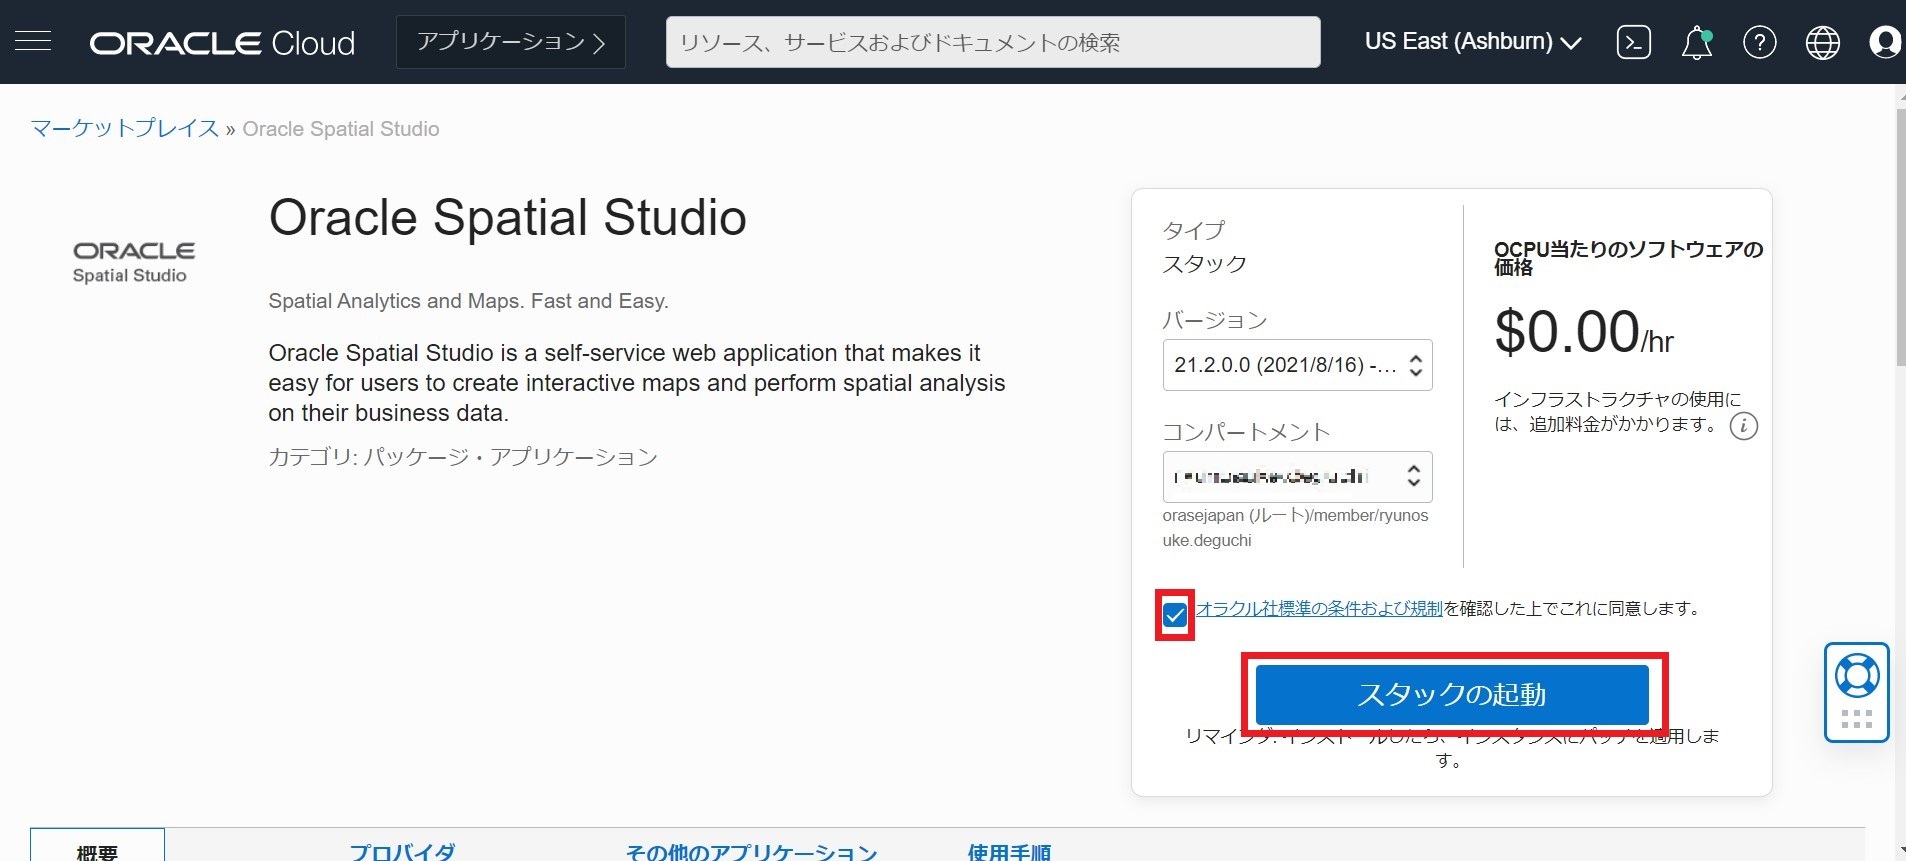 ORACLE Cloud
アプリケーション
リソース、サービスおよびドキュメントの検索
US East (Ashburn)
マーケットプレイス » Oracle Spatial Studio
ORACLE
Spatial Studio
Oracle Spatial Studio
Spatial Analytics and Maps. Fast and Easy.
Oracle Spatial Studio is a self-service web application that makes it
easy for users to create interactive maps and perform spatial analysis
on their business data.
カテゴリ: パッケージ・アプリケーション
タイプ
スタック
バージョン
21.2.0.0 (2021/8/16) -...
コンパートメント
orasejapan (ルート)/member/ryunos
uke.deguchi
OCPU当たりのソフトウェアの
価格
$0.00/hr
インフラストラクチャの使用に
は、追加料金がかかります。
オラクル社標準の条件および規制を確認した上でこれに同意します。
スタックの起動
リマインダ: インストールしたら、インスタンスにパッチを適用しま
す。
概要
プロバイダ
その他のアプリケーション
使用手順